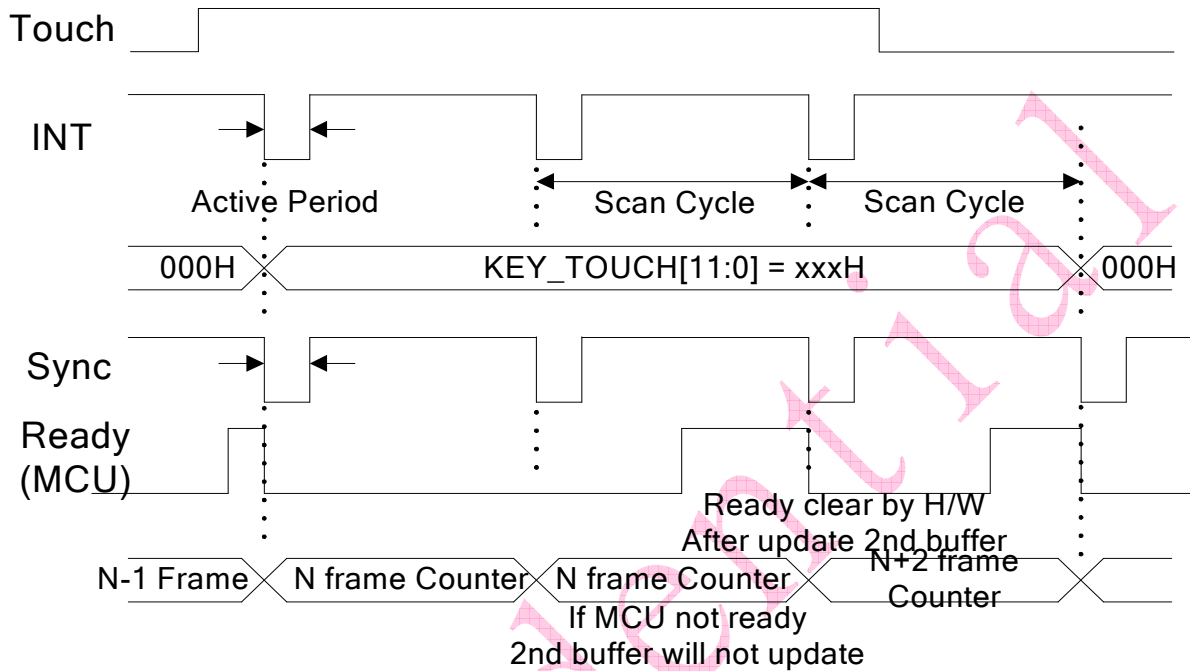 Touch
INT
Active Period
Scan Cycle
Scan Cycle
000H
KEY_TOUCH[11:0] = xxxH
000H
Sync
Ready
(MCU)
Ready clear by H/W
After update 2nd buffer
N-1 Frame
N frame Counter
N frame Counter
N+2 frame
Counter
If MCU not ready
2nd buffer will not update
dential